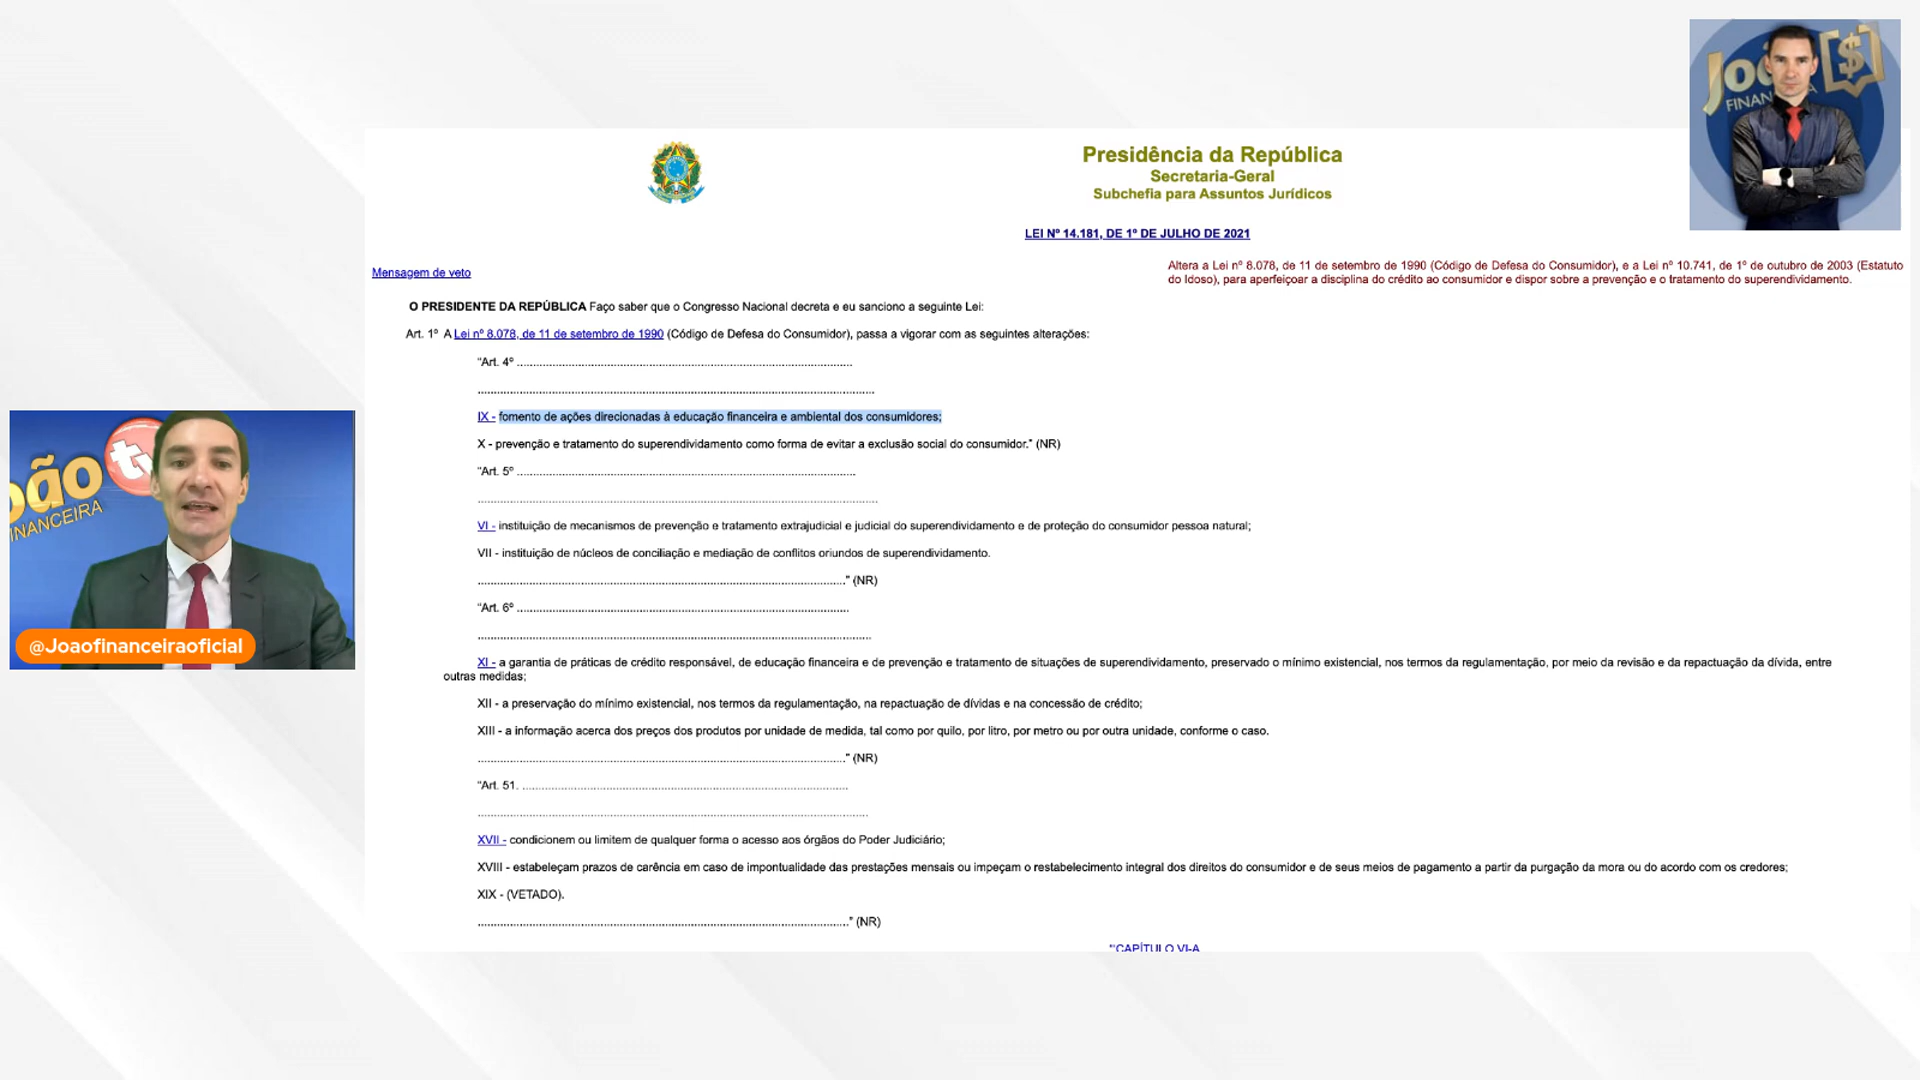 João $
FINANCEIRA
Presidência da República
Secretaria-Geral
Subchefia para Assuntos Jurídicos
LEI Nº 14.181, DE 1º DE JULHO DE 2021
Mensagem de veto
Altera a Lei nº 8.078, de 11 de setembro de 1990 (Código de Defesa do Consumidor), e a Lei nº 10.741, de 1º de outubro de 2003 (Estatuto
do Idoso), para aperfeiçoar a disciplina do crédito ao consumidor e dispor sobre a prevenção e o tratamento do superendividamento.
O PRESIDENTE DA REPÚBLICA Faço saber que o Congresso Nacional decreta e eu sanciono a seguinte Lei:
Art. 1º A Lei nº 8.078, de 11 de setembro de 1990 (Código de Defesa do Consumidor), passa a vigorar com as seguintes alterações:
“Art. 4º ........................................................................................................
...........................................................................................................................
IX - fomento de ações direcionadas à educação financeira e ambiental dos consumidores;
X - prevenção e tratamento do superendividamento como forma de evitar a exclusão social do consumidor.” (NR)
“Art. 5º .........................................................................................................
............................................................................................................................
VI - instituição de mecanismos de prevenção e tratamento extrajudicial e judicial do superendividamento e de proteção do consumidor pessoa natural;
VII - instituição de núcleos de conciliação e mediação de conflitos oriundos de superendividamento.
..................................................................................................................” (NR)
“Art. 6º .......................................................................................................
..........................................................................................................................
XI - a garantia de práticas de crédito responsável, de educação financeira e de prevenção e tratamento de situações de superendividamento, preservado o mínimo existencial, nos termos da regulamentação, por meio da revisão e da repactuação da dívida, entre
outras medidas;
XII - a preservação do mínimo existencial, nos termos da regulamentação, na repactuação de dívidas e na concessão de crédito;
XIII - a informação acerca dos preços dos produtos por unidade de medida, tal como por quilo, por litro, por metro ou por outra unidade, conforme o caso.
..................................................................................................................” (NR)
“Art. 51. .....................................................................................................
.........................................................................................................................
XVII - condicionem ou limitem de qualquer forma o acesso aos órgãos do Poder Judiciário;
XVIII - estabeleçam prazos de carência em caso de impontualidade das prestações mensais ou impeçam o restabelecimento integral dos direitos do consumidor e de seus meios de pagamento a partir da purgação da mora ou do acordo com os credores;
XIX - (VETADO).
...................................................................................................................” (NR)
“CAPÍTULO VI-A
oão tv
INANCEIRA
@Joaofinanceiraoficial